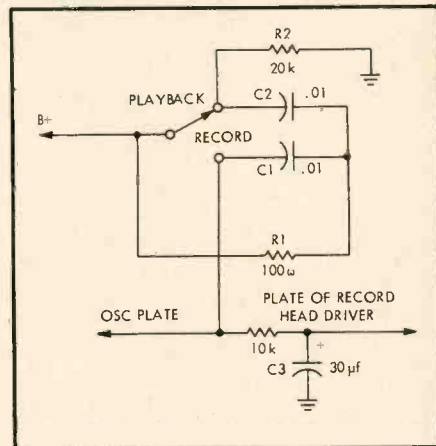 R2
20k
PLAYBACK
C2 .01
B+
RECORD
C1 .01
R1
100ω
OSC PLATE
PLATE OF RECORD
HEAD DRIVER
10k
+
C3 30μf